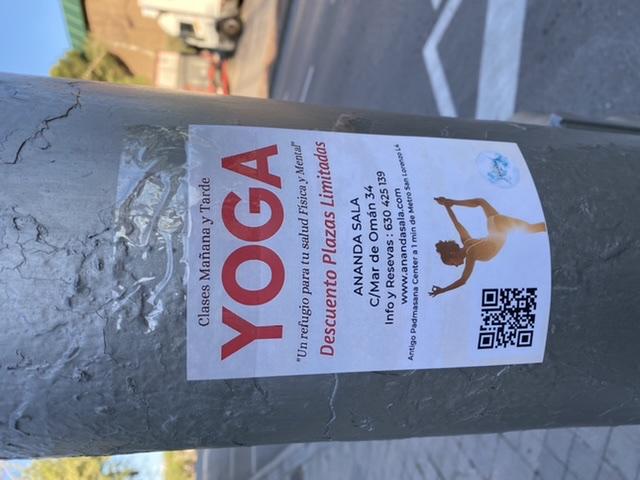 Clases Mañana y Tarde
YOGA
"Un refugio para tu salud Física y Mental"
Descuento Plazas Limitadas
ANANDA SALA
C/Mar de Omán 34
Info y Resevas : 630 425 139
www.anandasala.com
Antigo Padmasana Center a 1 min de Metro San Lorenzo L4